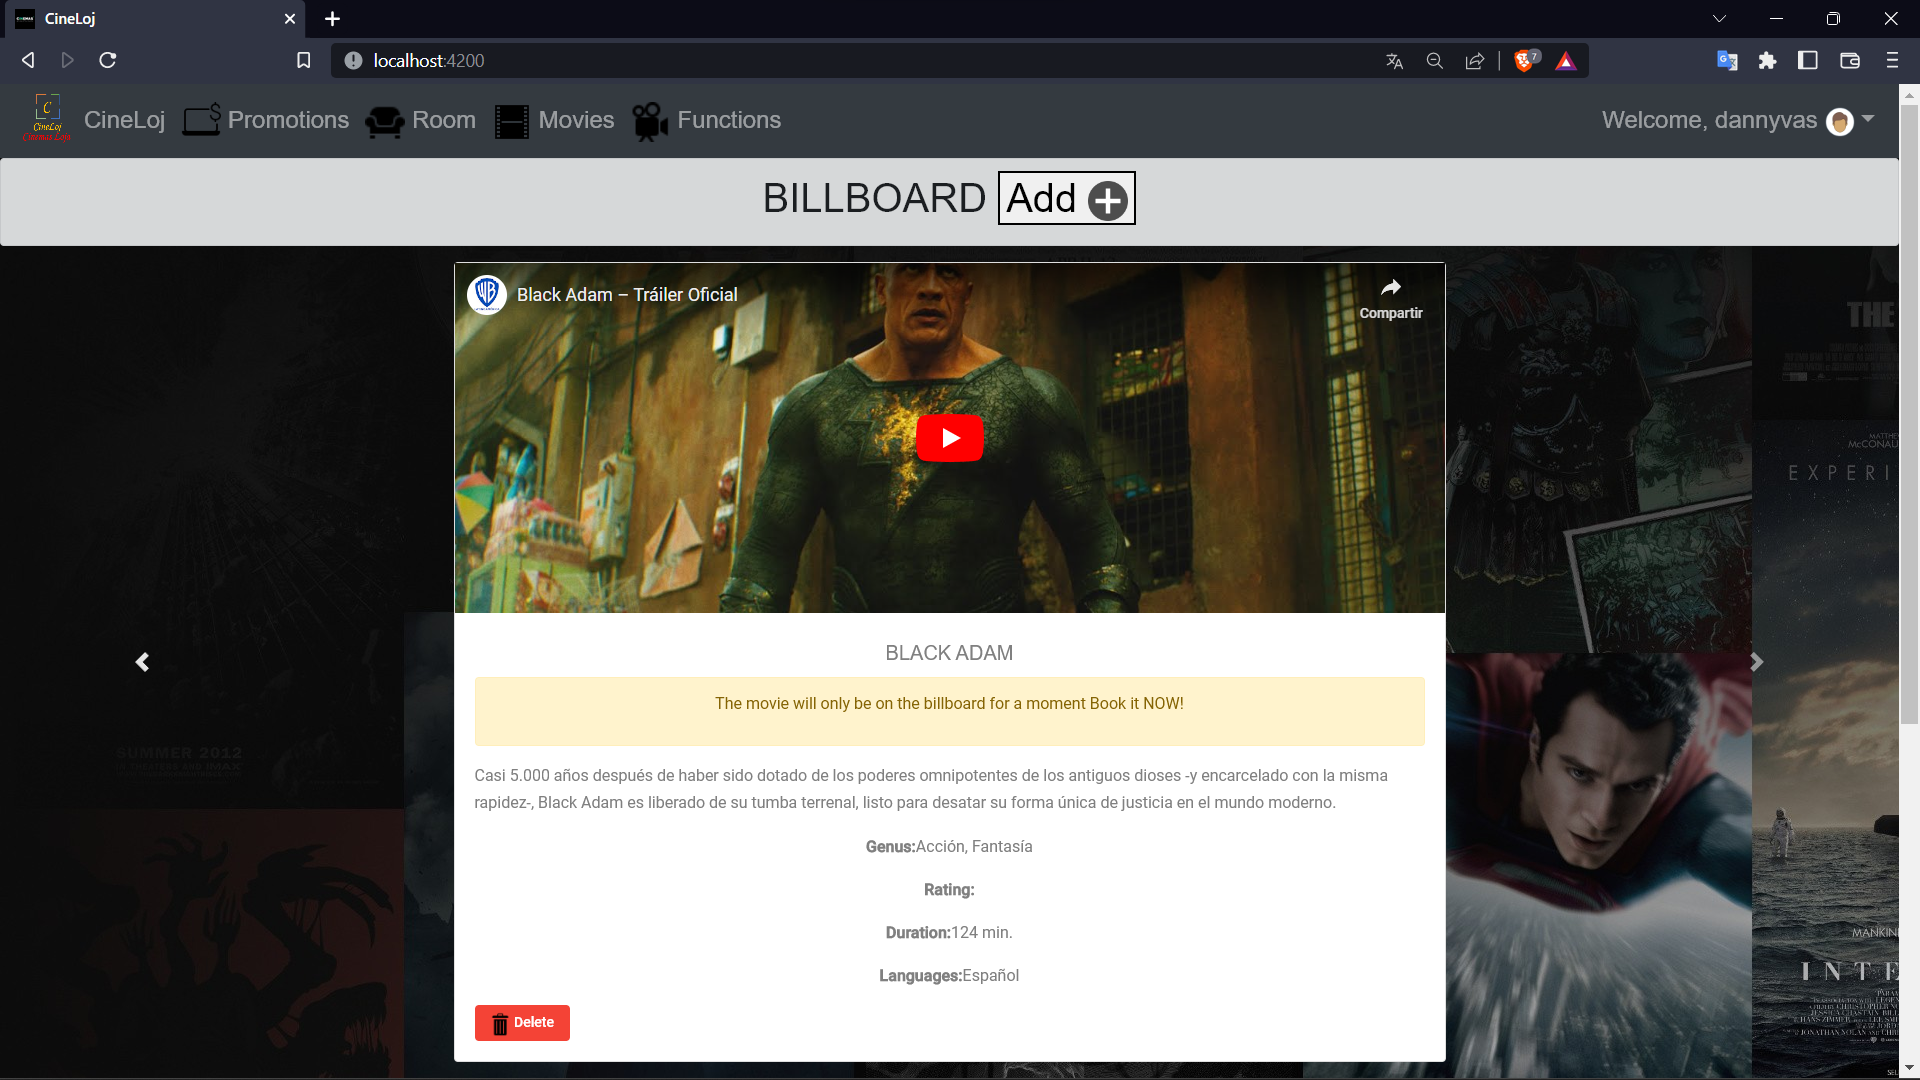 CineLoj
localhost:4200
7
CineLoj Promotions Room Movies Functions
Welcome, dannyvas
BILLBOARD Add
Black Adam – Tráiler Oficial
Compartir
BLACK ADAM
The movie will only be on the billboard for a moment Book it NOW!
Casi 5.000 años después de haber sido dotado de los poderes omnipotentes de los antiguos dioses -y encarcelado con la misma
rapidez-, Black Adam es liberado de su tumba terrenal, listo para desatar su forma única de justicia en el mundo moderno.
Genus:Acción, Fantasía
Rating:
Duration:124 min.
Languages:Español
Delete
SUMMER 2012
THE
MATTHE
McCONAU
EXPERI
MANKIN
INTE